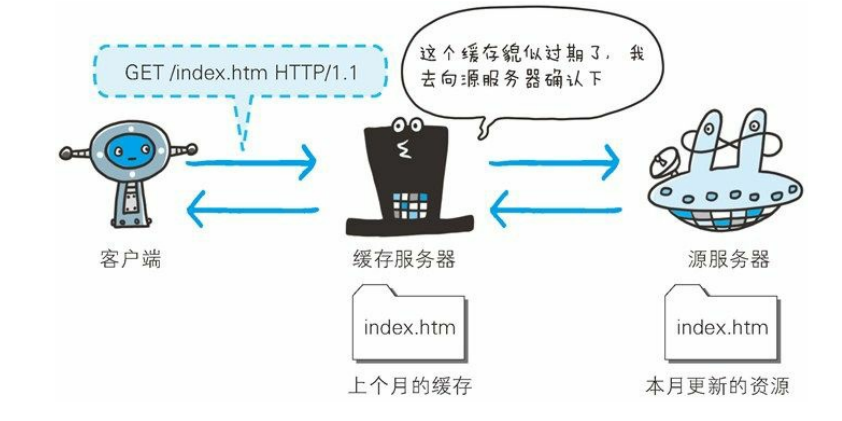 GET /index.htm HTTP/1.1
这个缓存貌似过期了，我
去向源服务器确认下
客户端
缓存服务器
源服务器
index.htm
index.htm
上个月的缓存
本月更新的资源